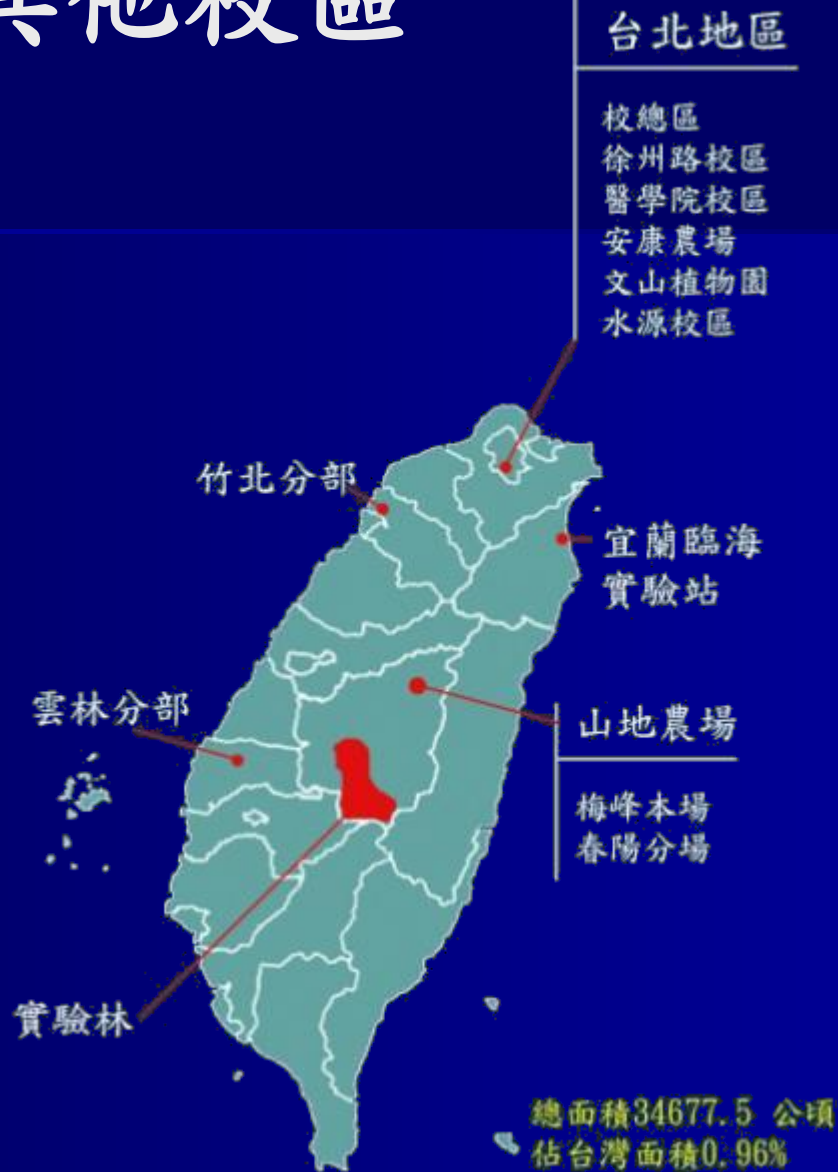 其他校區
台北地區
校總區
徐州路校區
醫學院校區
安康農場
文山植物園
水源校區
竹北分部
宜蘭臨海
實驗站
雲林分部
山地農場
梅峰本場
春陽分場
實驗林
總面積34677.5 公頃
佔台灣面積0.96%